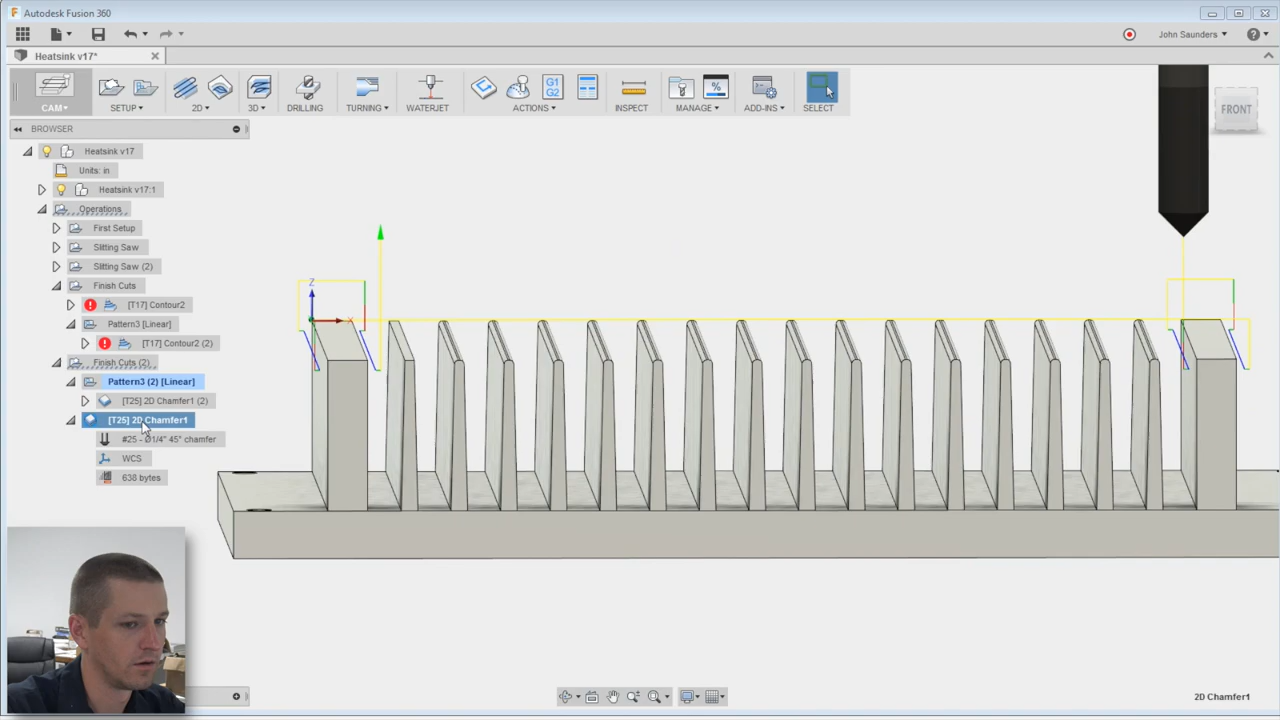 Autodesk Fusion 360
John Saunders
Heatsink v17*
G1
G2
%
CAM
SETUP
2D
3D
DRILLING
TURNING
WATERJET
ACTIONS
INSPECT
MANAGE
ADD-INS
SELECT
BROWSER
FRONT
Heatsink v17
Units: in
Heatsink v17:1
Operations
First Setup
Slitting Saw
Slitting Saw (2)
Finish Cuts
[T17] Contour2
Pattern3 [Linear]
[T17] Contour2 (2)
Finish Cuts (2)
Pattern3 (2) [Linear]
[T25] 2D Chamfer1 (2)
[T25] 2D Chamfer1
#25 - Ø1/4" 45° chamfer
WCS
638 bytes
Z
X
2D Chamfer1